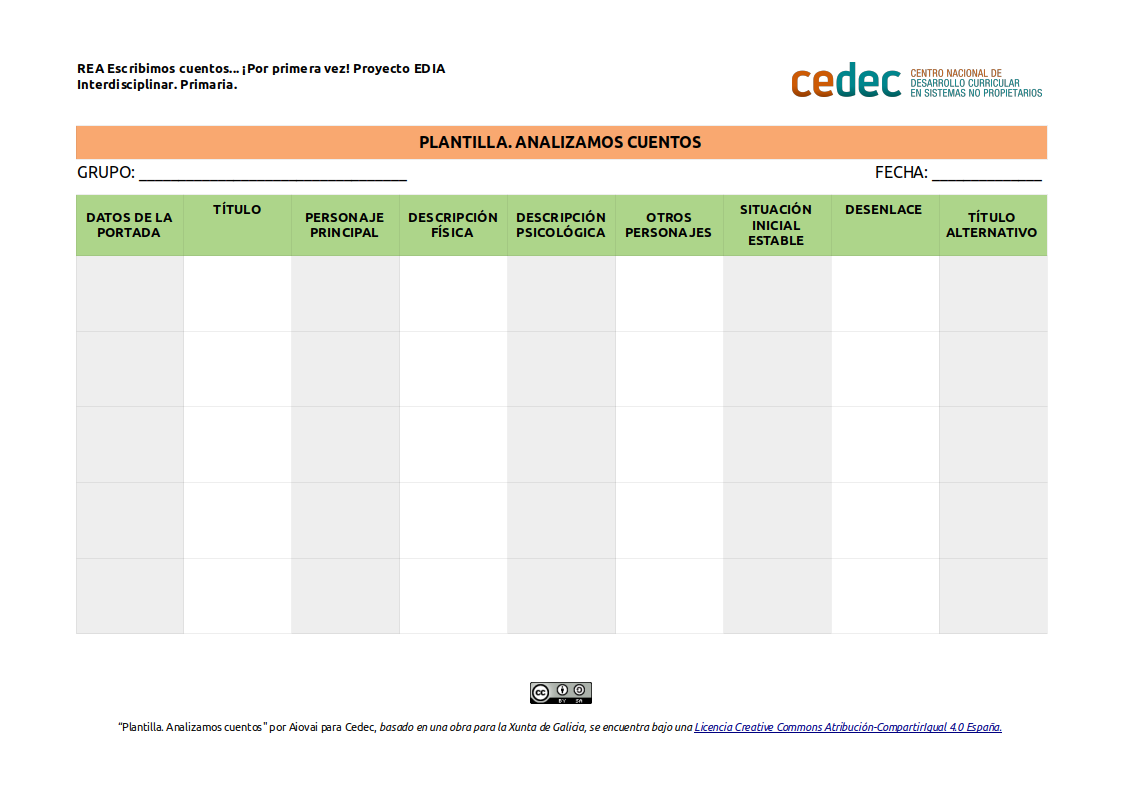 REA Escribimos cuentos... ¡Por primera vez! Proyecto EDIA
Interdisciplinar. Primaria.
cedec
CENTRO NACIONAL DE
DESARROLLO CURRICULAR
EN SISTEMAS NO PROPIETARIOS
PLANTILLA. ANALIZAMOS CUENTOS
GRUPO: ________________________________ FECHA: _____________
DATOS DE LA
PORTADA
TÍTULO
PERSONAJE
PRINCIPAL
DESCRIPCIÓN
FÍSICA
DESCRIPCIÓN
PSICOLÓGICA
OTROS
PERSONAJES
SITUACIÓN
INICIAL
ESTABLE
DESENLACE
TÍTULO
ALTERNATIVO
cc
BY SA
“Plantilla. Analizamos cuentos" por Aiovai para Cedec, basado en una obra para la Xunta de Galicia, se encuentra bajo una Licencia Creative Commons Atribución-CompartirIgual 4.0 España.